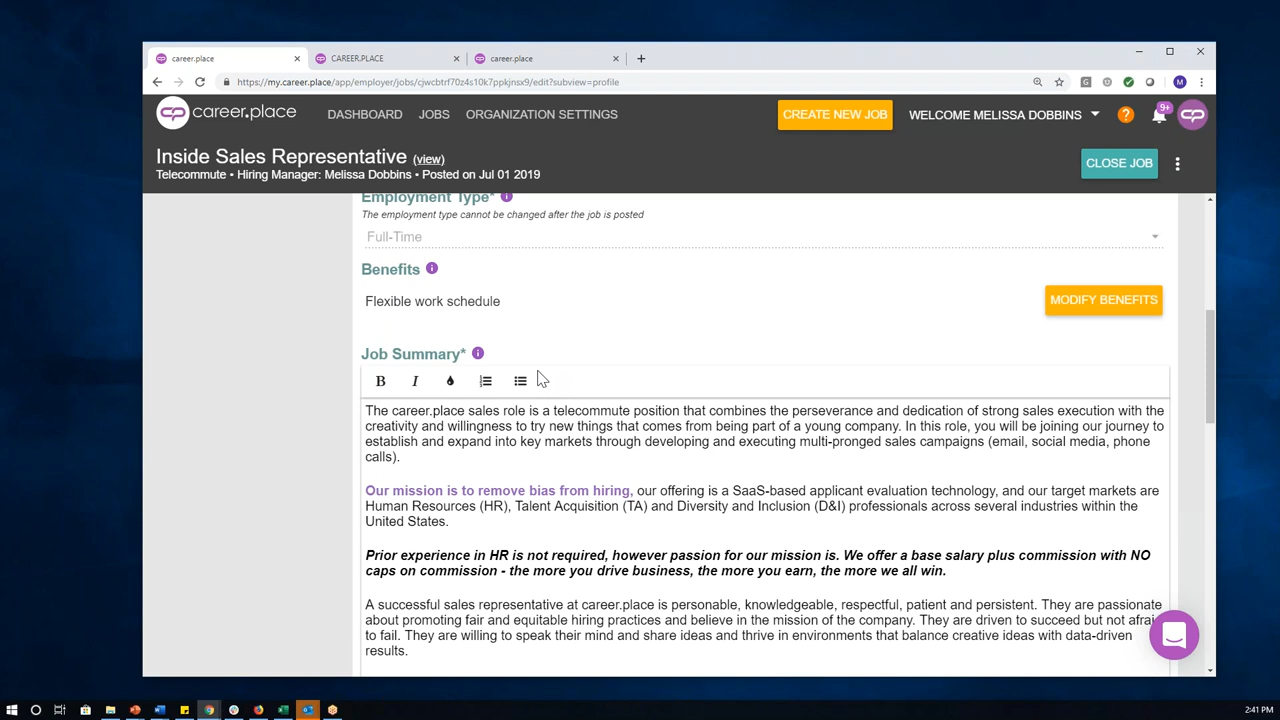 career.place
CAREER.PLACE
career.place
https://my.career.place/app/employer/jobs/cjwcbtrf70z4s10k7ppkjnsx9/edit?subview=profile
M
cp career.place
DASHBOARD
JOBS
ORGANIZATION SETTINGS
CREATE NEW JOB
WELCOME MELISSA DOBBINS
?
9+
cp
Inside Sales Representative (view)
Telecommute • Hiring Manager: Melissa Dobbins • Posted on Jul 01 2019
CLOSE JOB
Employment Type* i
The employment type cannot be changed after the job is posted
Full-Time
Benefits i
Flexible work schedule
MODIFY BENEFITS
Job Summary* i
B I
The career.place sales role is a telecommute position that combines the perseverance and dedication of strong sales execution with the
creativity and willingness to try new things that comes from being part of a young company. In this role, you will be joining our journey to
establish and expand into key markets through developing and executing multi-pronged sales campaigns (email, social media, phone
calls).
Our mission is to remove bias from hiring, our offering is a SaaS-based applicant evaluation technology, and our target markets are
Human Resources (HR), Talent Acquisition (TA) and Diversity and Inclusion (D&I) professionals across several industries within the
United States.
Prior experience in HR is not required, however passion for our mission is. We offer a base salary plus commission with NO
caps on commission - the more you drive business, the more you earn, the more we all win.
A successful sales representative at career.place is personable, knowledgeable, respectful, patient and persistent. They are passionate
about promoting fair and equitable hiring practices and believe in the mission of the company. They are driven to succeed but not afrai
to fail. They are willing to speak their mind and share ideas and thrive in environments that balance creative ideas with data-driven
results.
2:41 PM